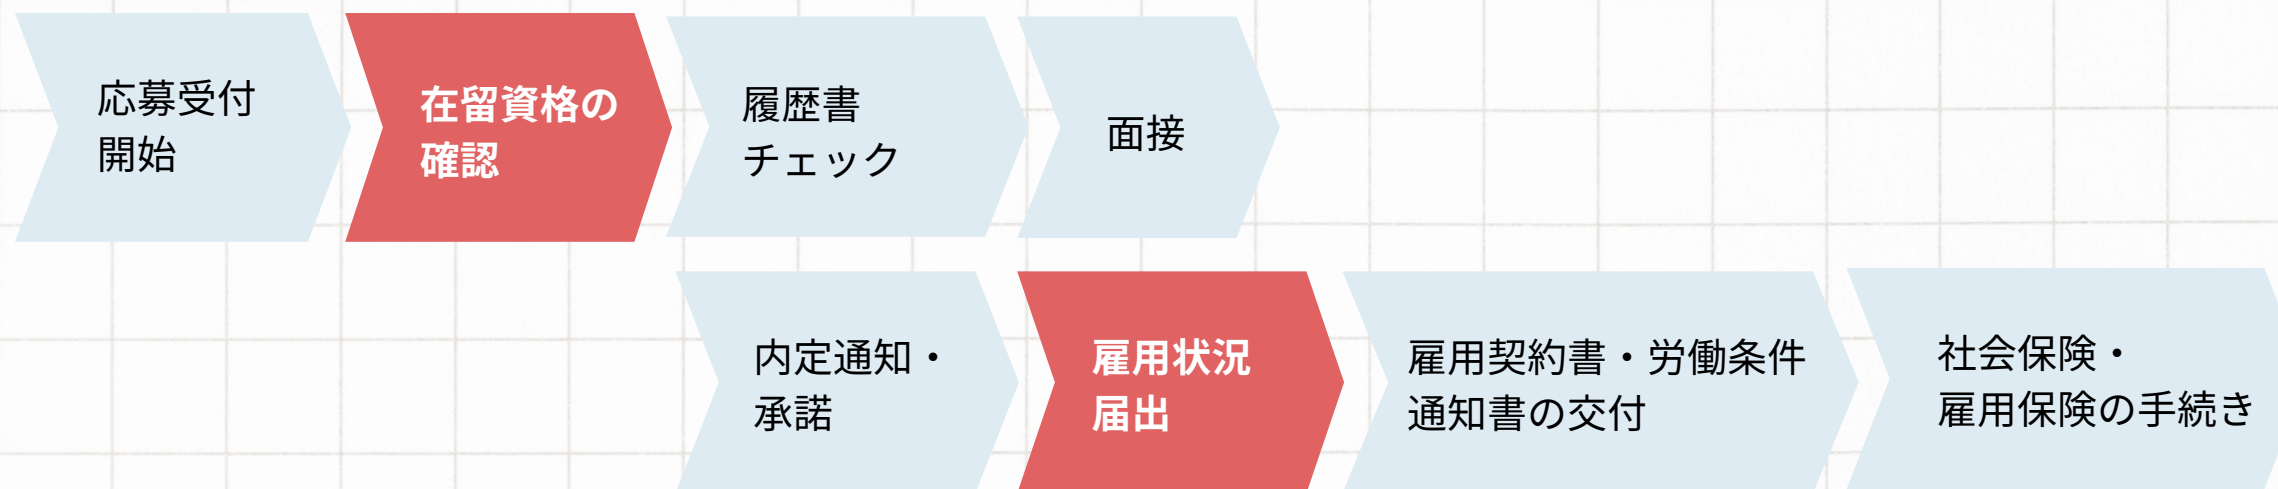 応募受付
開始
在留資格の
確認
履歴書
チェック
面接
内定通知・
承諾
雇用状況
届出
雇用契約書・労働条件
通知書の交付
社会保険・
雇用保険の手続き